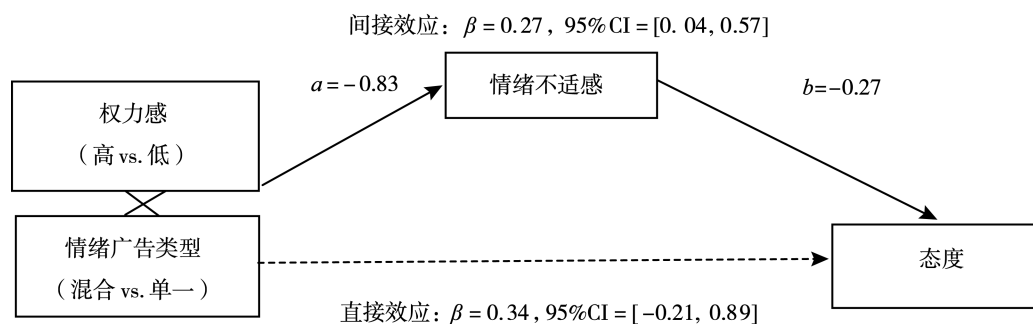 间接效应：β = 0.27，95%CI = [0. 04, 0.57]
a = −0.83
情绪不适感
b=−0.27
权力感
（高 vs. 低）
情绪广告类型
（混合 vs. 单一）
态度
直接效应：β = 0.34 , 95%CI = [−0.21, 0.89]